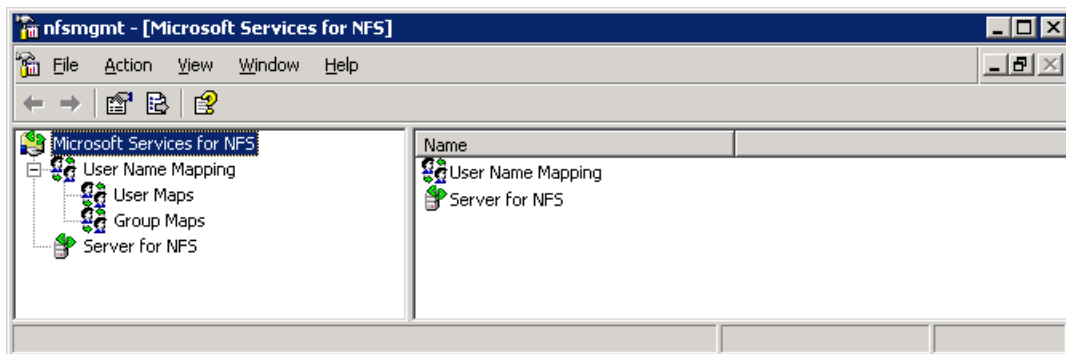 nfsmgmt - [Microsoft Services for NFS]
File Action View Window Help
Microsoft Services for NFS
User Name Mapping
User Maps
Group Maps
Server for NFS
Name
User Name Mapping
Server for NFS